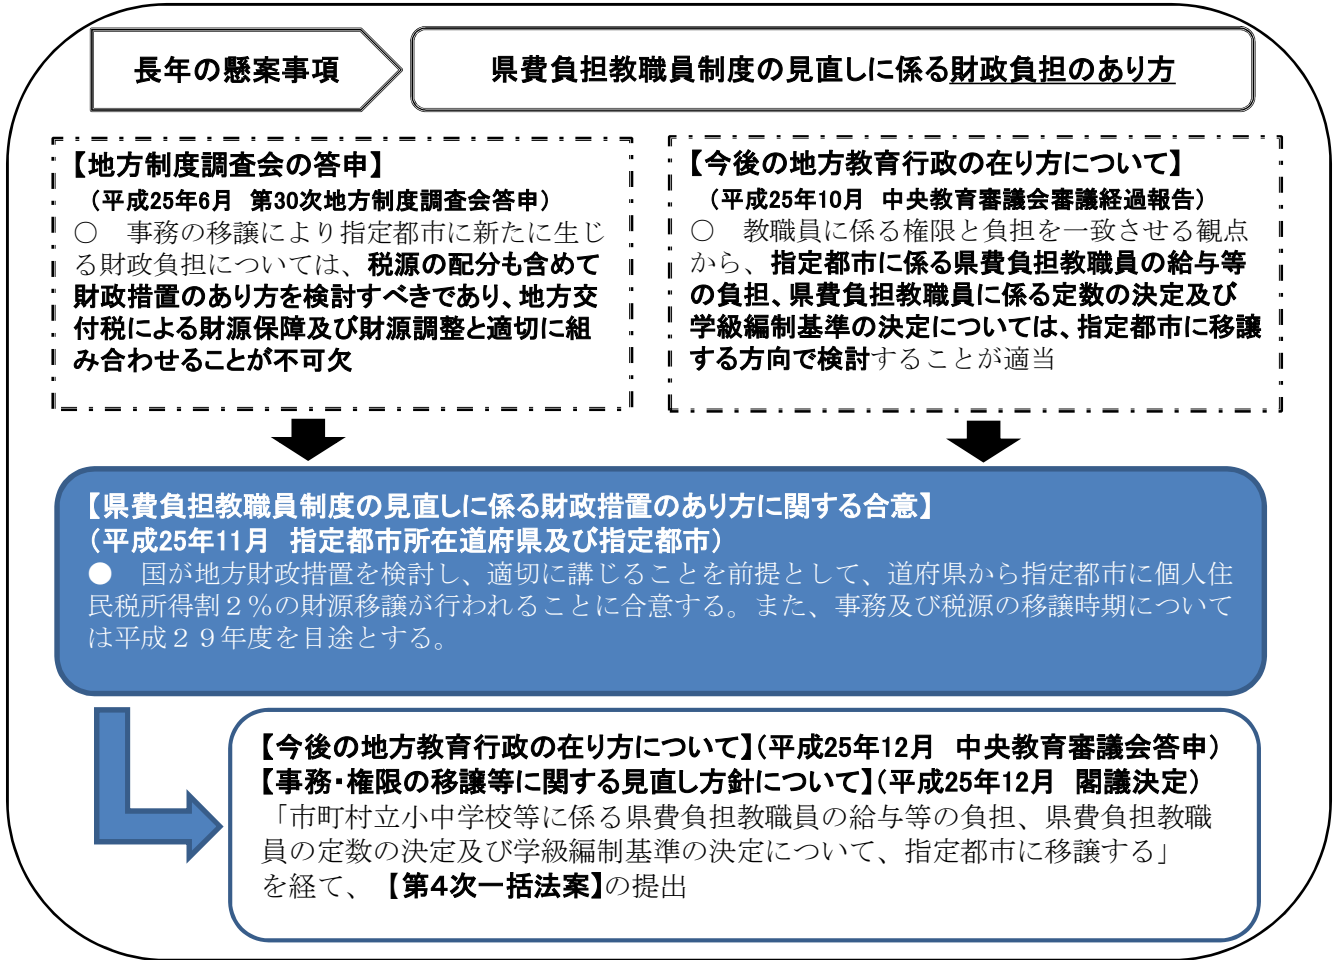 長年の懸案事項
県費負担教職員制度の見直しに係る財政負担のあり方
【地方制度調査会の答申】
（平成25年6月　第30次地方制度調査会答申）
○　事務の移譲により指定都市に新たに生じ
る財政負担については、税源の配分も含めて
財政措置のあり方を検討すべきであり、地方交
付税による財源保障及び財源調整と適切に組
み合わせることが不可欠
【今後の地方教育行政の在り方について】
（平成25年10月　中央教育審議会審議経過報告）
○　教職員に係る権限と負担を一致させる観点
から、指定都市に係る県費負担教職員の給与等
の負担、県費負担教職員に係る定数の決定及び
学級編制基準の決定については、指定都市に移譲
する方向で検討することが適当
【県費負担教職員制度の見直しに係る財政措置のあり方に関する合意】
（平成25年11月　指定都市所在道府県及び指定都市）
●　国が地方財政措置を検討し、適切に講じることを前提として、道府県から指定都市に個人住
民税所得割２％の財源移譲が行われることに合意する。また、事務及び税源の移譲時期について
は平成２９年度を目途とする。
【今後の地方教育行政の在り方について】（平成25年12月　中央教育審議会答申）
【事務・権限の移譲等に関する見直し方針について】（平成25年12月　閣議決定）
「市町村立小中学校等に係る県費負担教職員の給与等の負担、県費負担教職
員の定数の決定及び学級編制基準の決定について、指定都市に移譲する」
を経て、【第４次一括法案】の提出